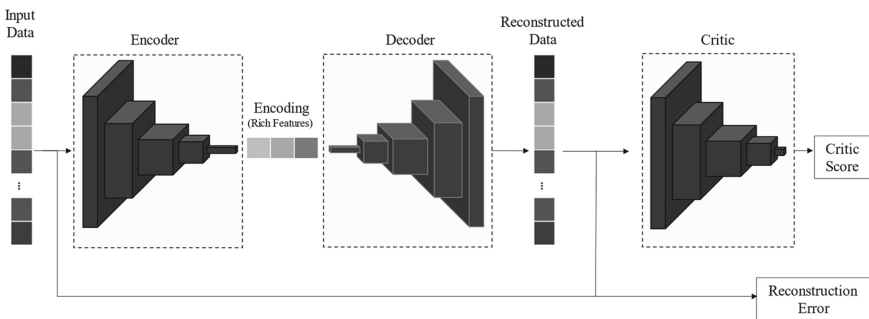 Input
Data
Encoder
Encoding
(Rich Features)
Decoder
Reconstructed
Data
Critic
Critic
Score
Reconstruction
Error
...
...